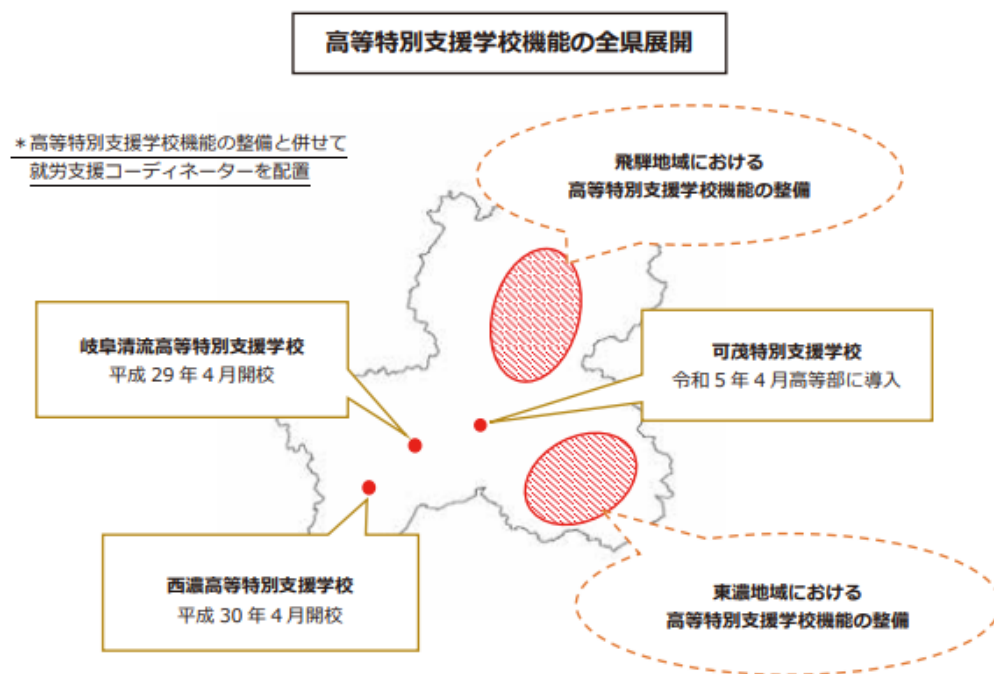 高等特別支援学校機能の全県展開
＊高等特別支援学校機能の整備と併せて
就労支援コーディネーターを配置
飛騨地域における
高等特別支援学校機能の整備
岐阜清流高等特別支援学校
平成 29 年 4 月開校
可茂特別支援学校
令和 5 年 4 月高等部に導入
西濃高等特別支援学校
平成 30 年 4 月開校
東濃地域における
高等特別支援学校機能の整備